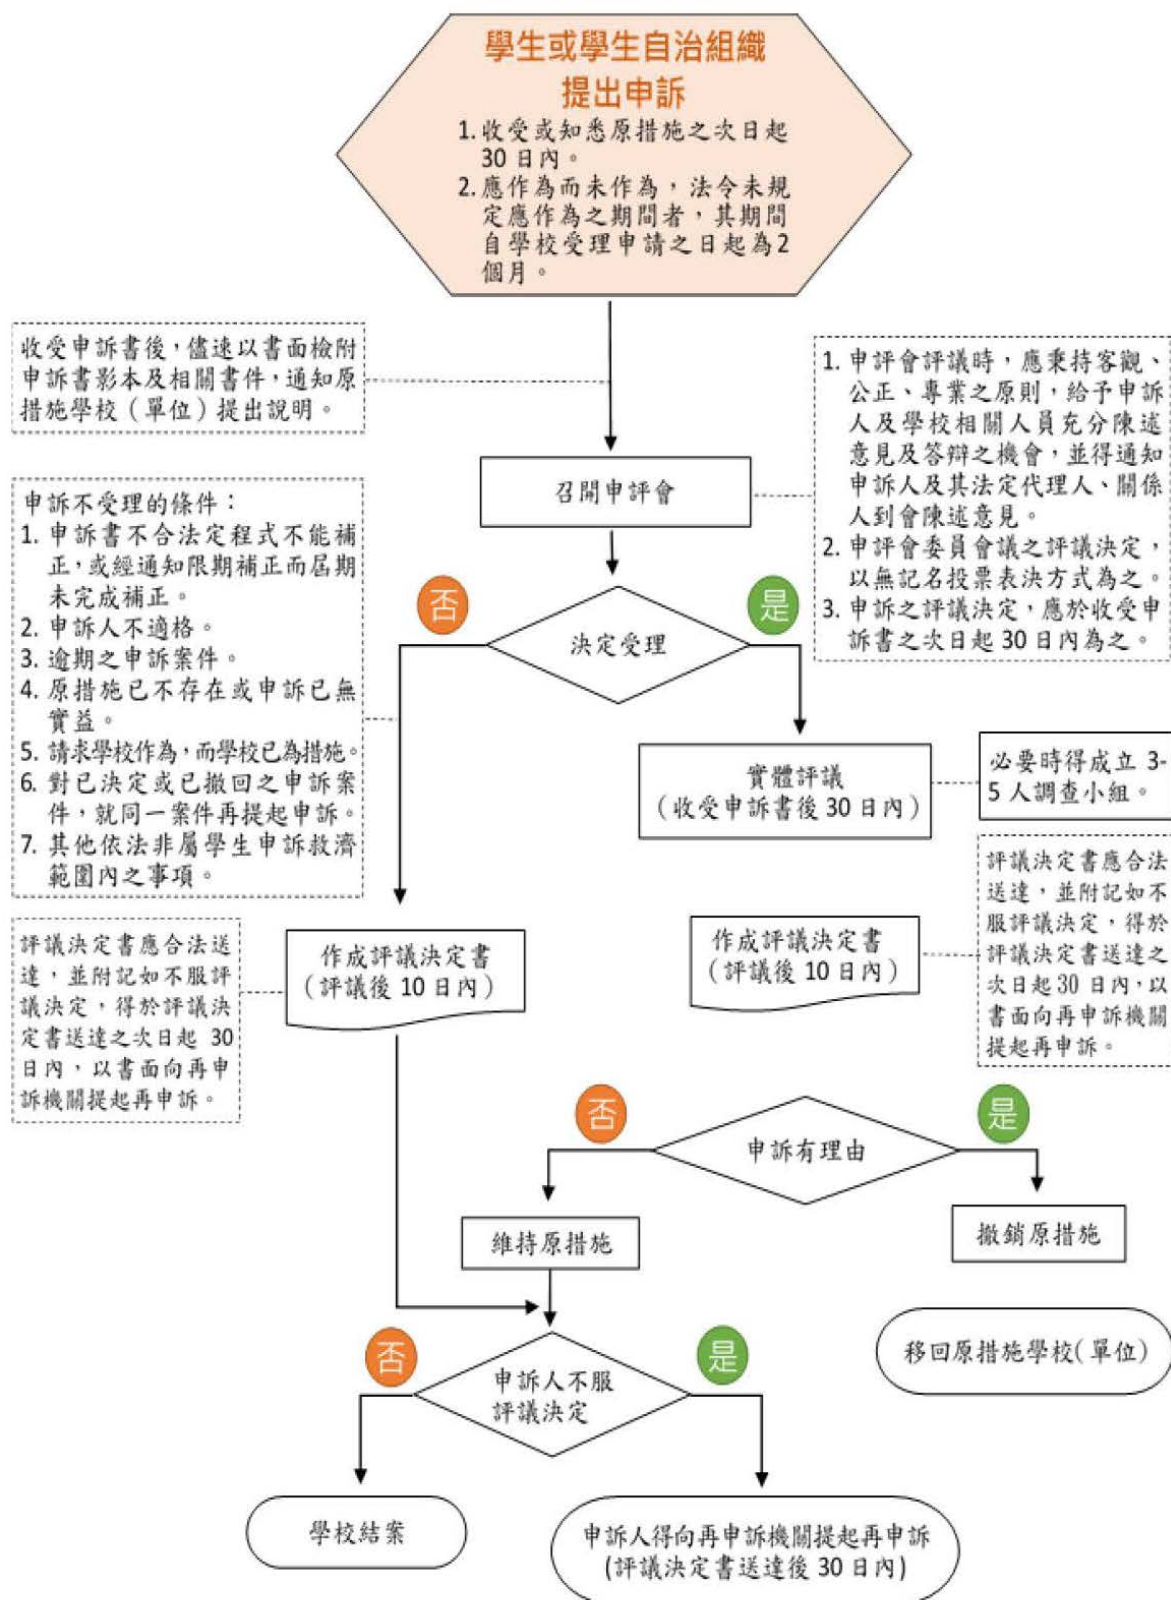 學生或學生自治組織
提出申訴
1. 收受或知悉原措施之次日起
30 日內。
2. 應作為而未作為，法令未規
定應作為之期間者，其期間
自學校受理申請之日起為2
個月。
收受申訴書後，儘速以書面檢附
申訴書影本及相關書件，通知原
措施學校（單位）提出說明。
1. 申評會評議時，應秉持客觀、
公正、專業之原則，給予申訴
人及學校相關人員充分陳述
意見及答辯之機會，並得通知
申訴人及其法定代理人、關係
人到會陳述意見。
2. 申評會委員會議之評議決定，
以無記名投票表決方式為之。
3. 申訴之評議決定，應於收受申
訴書之次日起 30 日內為之。
召開申評會
申訴不受理的條件：
1. 申訴書不合法定程式不能補
正，或經通知限期補正而屆期
未完成補正。
2. 申訴人不適格。
3. 逾期之申訴案件。
4. 原措施已不存在或申訴已無
實益。
5. 請求學校作為，而學校已為措施。
6. 對已決定或已撤回之申訴案
件，就同一案件再提起申訴。
7. 其他依法非屬學生申訴救濟
範圍內之事項。
否
是
決定受理
實體評議
（收受申訴書後 30 日內）
必要時得成立 3-
5 人調查小組。
評議決定書應合法送
達，並附記如不服評
議決定，得於評議決
定書送達之次日起 30
日內，以書面向再申
訴機關提起再申訴。
作成評議決定書
（評議後 10 日內）
作成評議決定書
（評議後 10 日內）
評議決定書應合法
送達，並附記如不
服評議決定，得於
評議決定書送達之
次日起30日內，以
書面向再申訴機關
提起再申訴。
否
是
申訴有理由
維持原措施
撤銷原措施
移回原措施學校(單位)
否
是
申訴人不服
評議決定
學校結案
申訴人得向再申訴機關提起再申訴
(評議決定書送達後 30 日內)